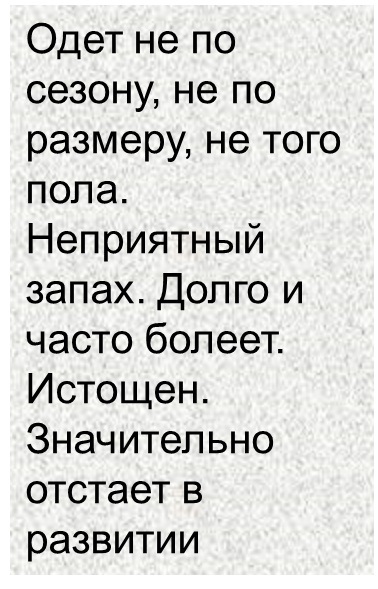 Одет не по
сезону, не по
размеру, не того
пола.
Неприятный
запах. Долго и
часто болеет.
Истощен.
Значительно
отстает в
развитии